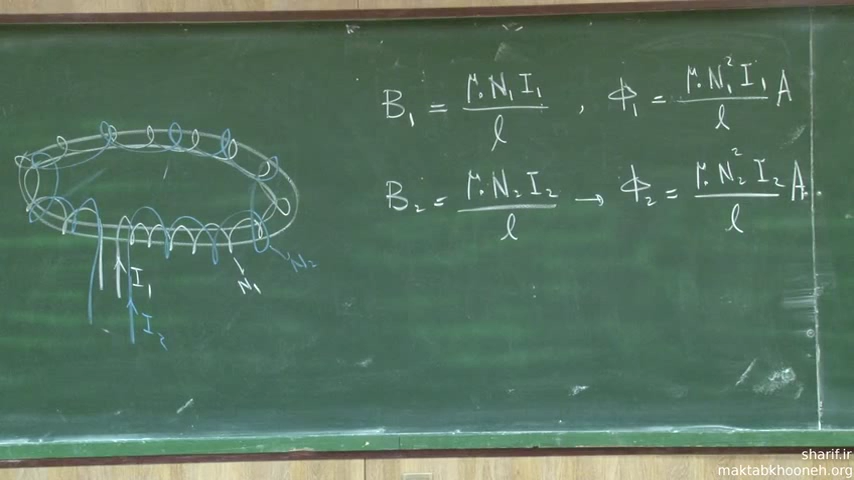 B₁ = μ₀N₁I₁/l , Φ₁ = μ₀N₁²I₁/l A
B₂ = μ₀N₂I₂/l → Φ₂ = μ₀N₂²I₂/l A
I₁
I₂
N₁
N₂
sharif.ir
maktabkhooneh.org